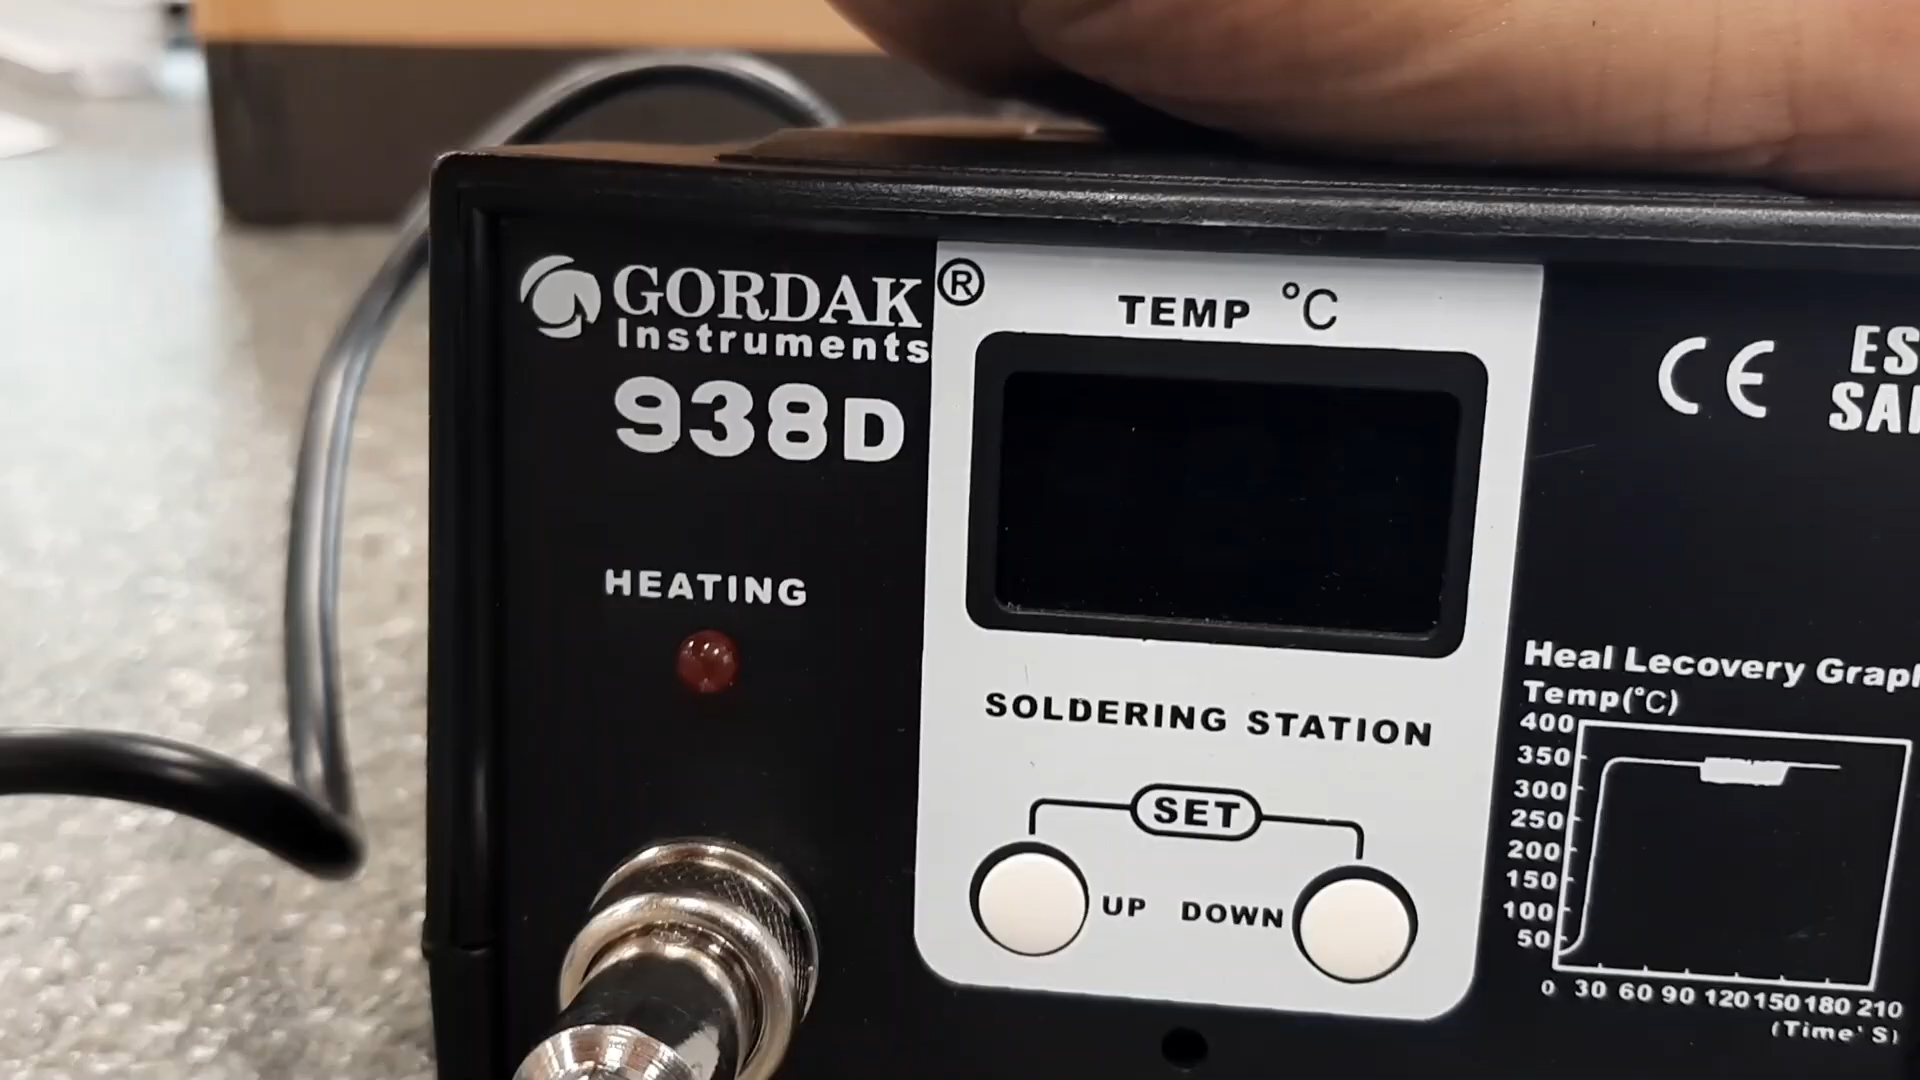 GORDAK ®
Instruments
938D
HEATING
TEMP °C
SOLDERING STATION
SET
UP DOWN
CE
Heal Lecovery
Temp(°C)
400
350
300
250
200
150
100
50
0 30 60 90 120 150 180 210
(Time' S)